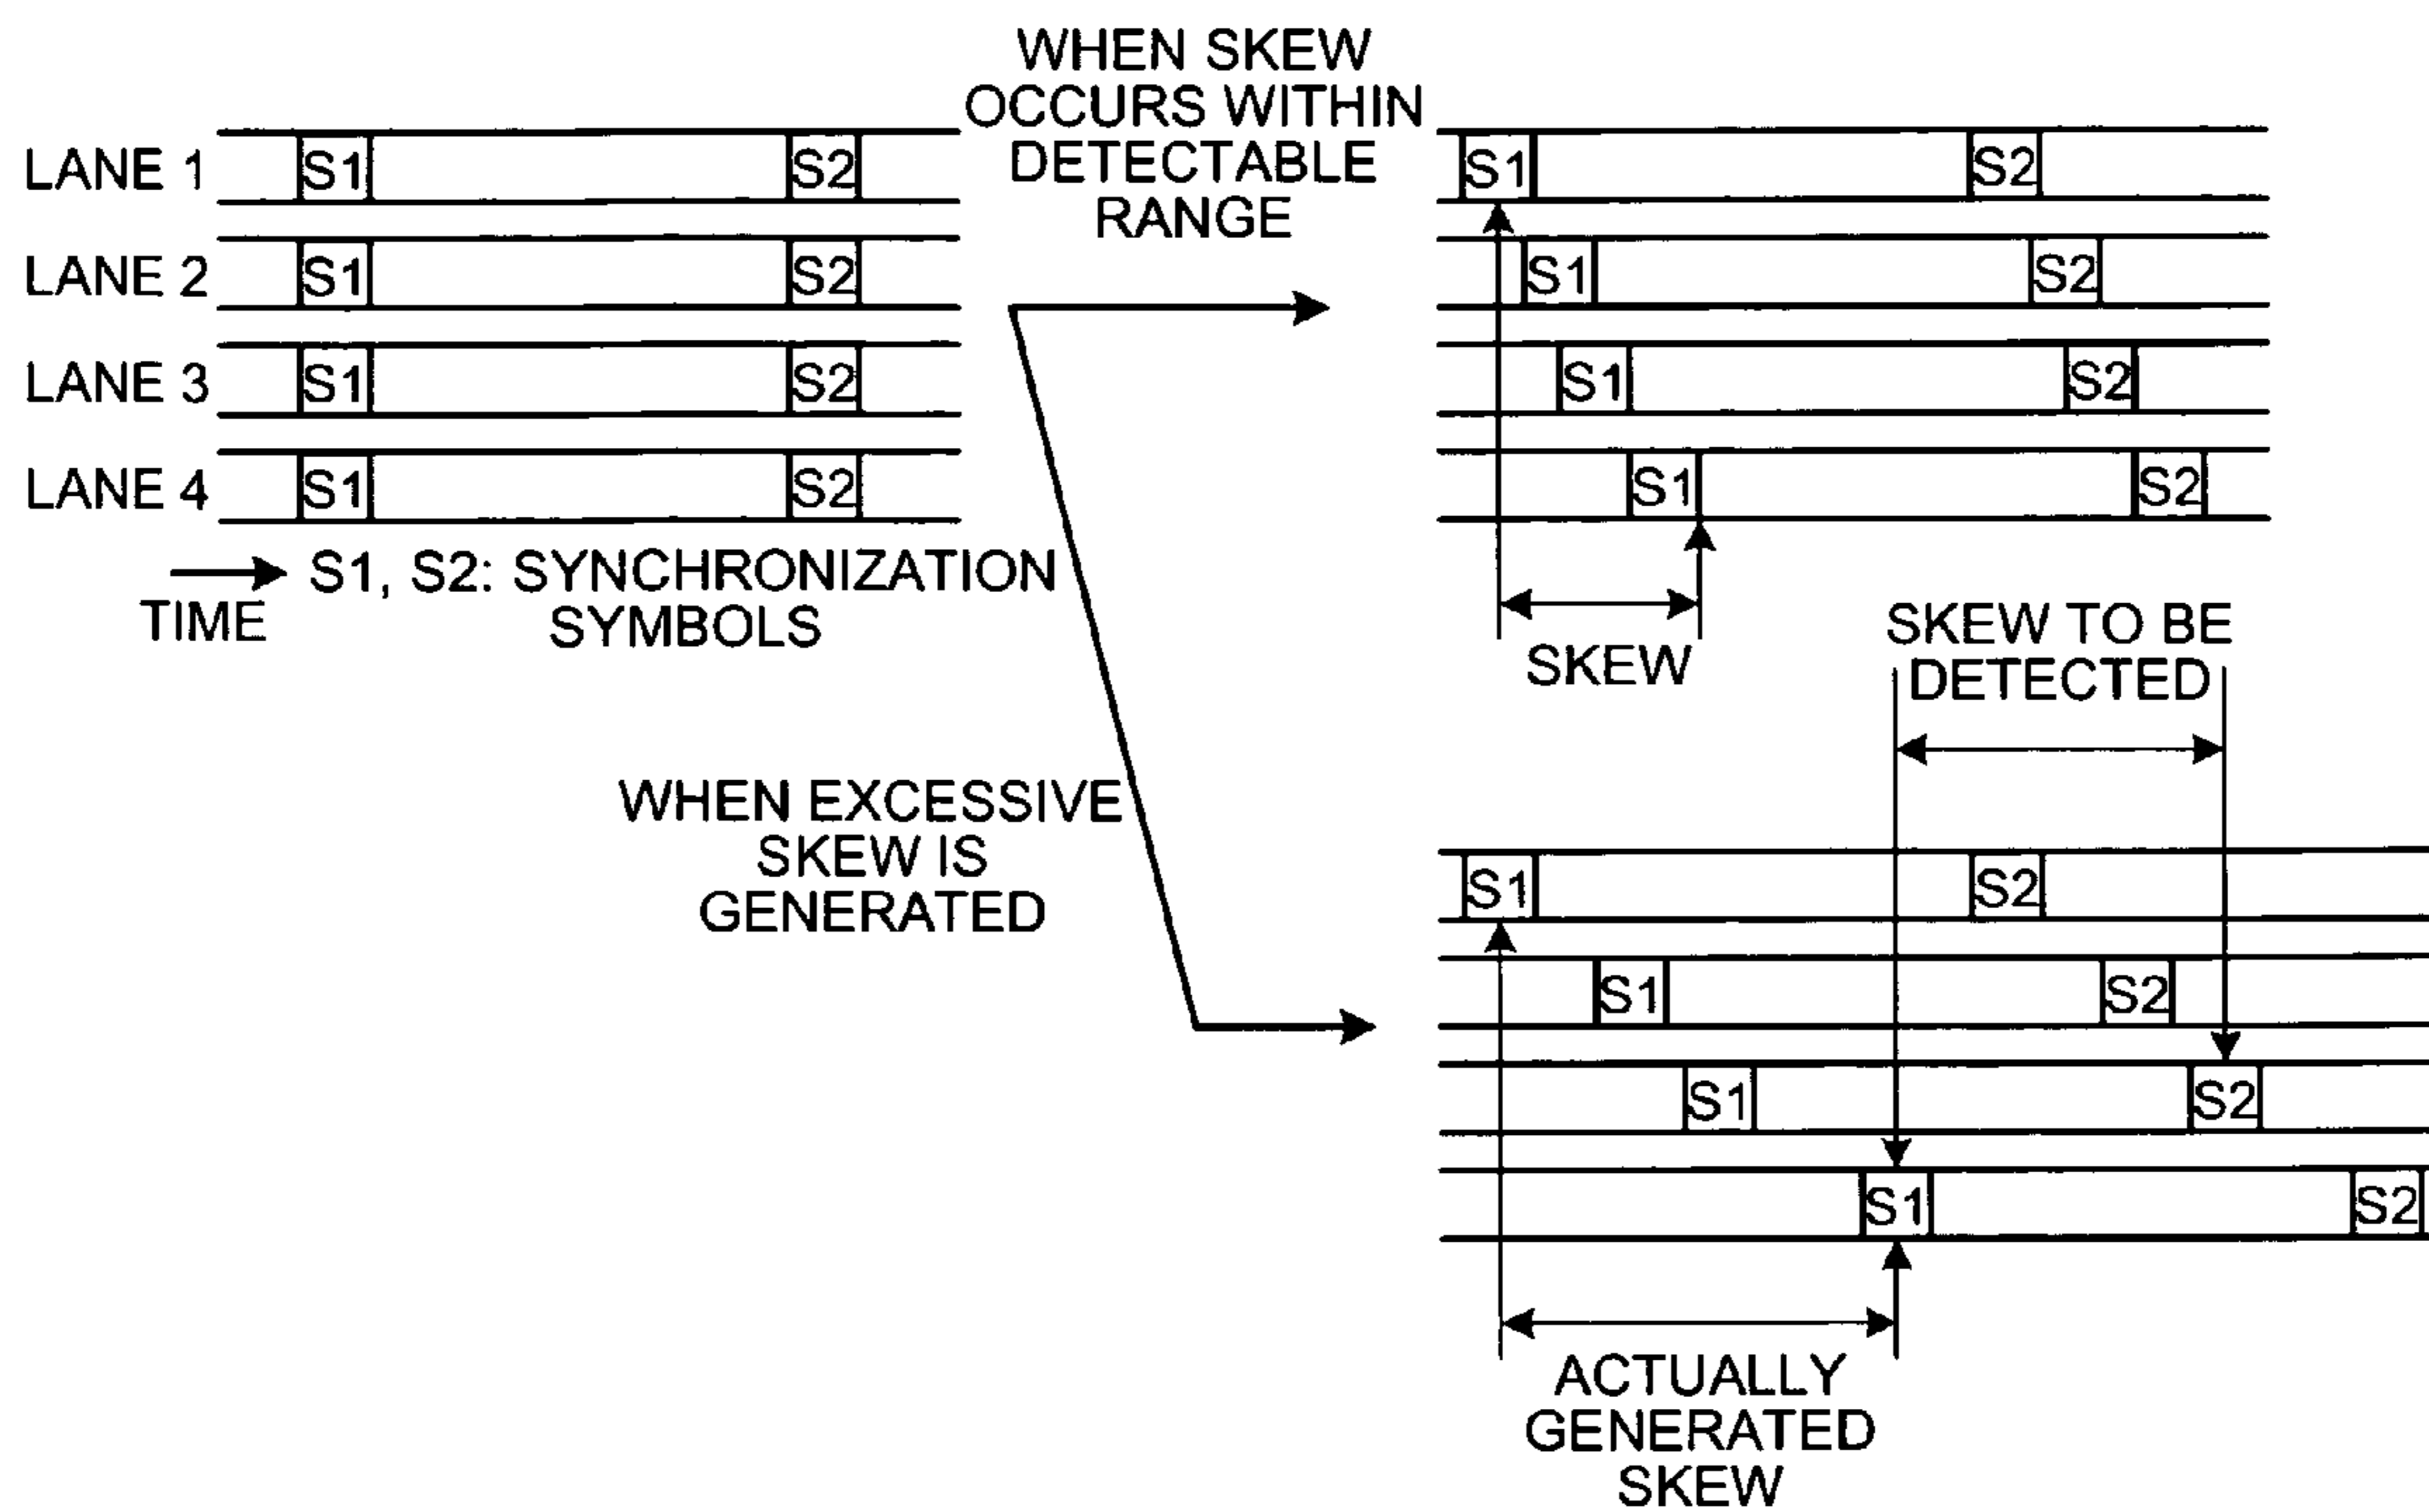 WHEN SKEW
OCCURS WITHIN
DETECTABLE
RANGE
LANE 1 S1 S2
LANE 2 S1 S2
LANE 3 S1 S2
LANE 4 S1 S2
TIME
S1, S2: SYNCHRONIZATION
SYMBOLS
S1 S2
S1 S2
S1 S2
S1 S2
SKEW
WHEN EXCESSIVE
SKEW IS
GENERATED
SKEW TO BE
DETECTED
S1 S2
S1 S2
S1 S2
S1 S2
ACTUALLY
GENERATED
SKEW